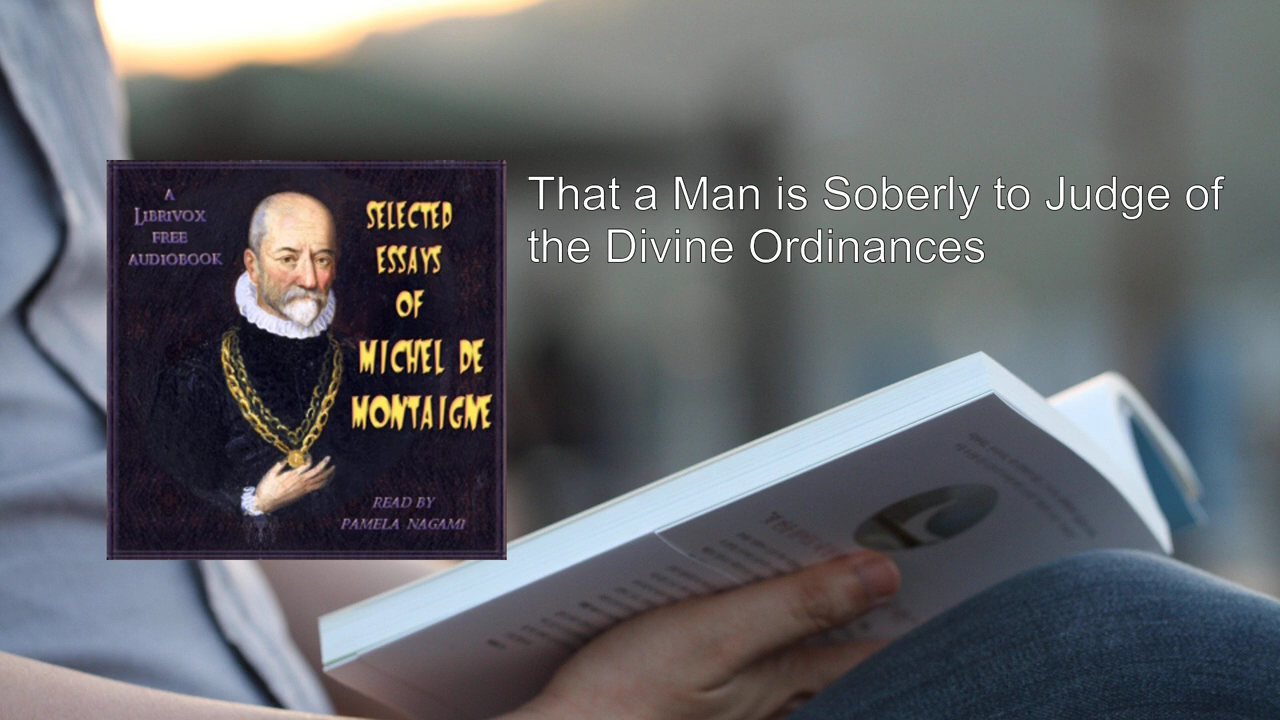 A
LIBRIVOX
FREE
AUDIOBOOK
SELECTED
ESSAYS
OF
MICHEL DE
MONTAIGNE
READ BY
PAMELA NAGAMI
That a Man is Soberly to Judge of
the Divine Ordinances